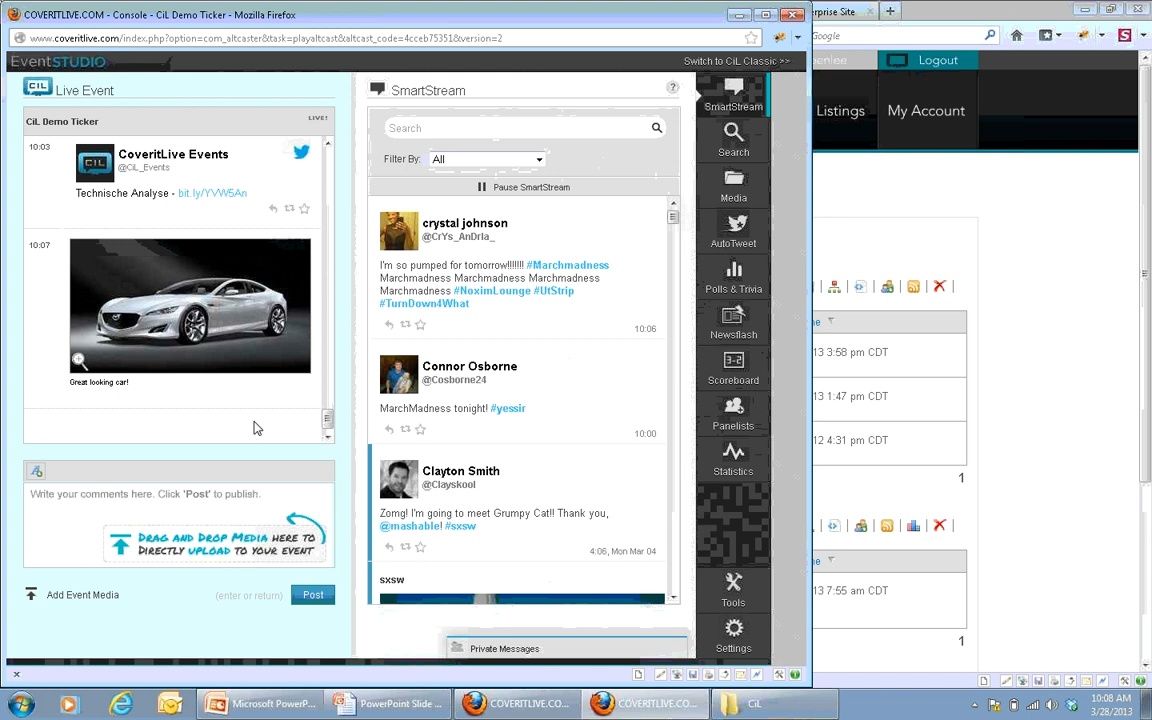 COVERITLIVE.COM - Console - CiL Demo Ticker - Mozilla Firefox
www.coveritlive.com/index.php?option=com_altcaster&task=playaltcast&altcast_code=4cceb75351&version=2
EventSTUDIO
Switch to CiL Classic >>
CiL Live Event
CiL Demo Ticker
LIVE!
10:03
CiL
CoveritLive Events
@CiL_Events
Technische Analyse - bit.ly/YVW5An
10:07
Great looking car!
Write your comments here. Click 'Post' to publish.
DRAG AND DROP MEDIA HERE TO
DIRECTLY UPLOAD TO YOUR EVENT
Add Event Media
(enter or return)
Post
SmartStream
?
Search
Filter By: All
Pause SmartStream
crystal johnson
@CrYs_AnDrIa_
I'm so pumped for tomorrow!!!!!!! #Marchmadness
Marchmadness Marchmadness Marchmadness
Marchmadness #NoximLounge #UtStrip
#TurnDown4What
10:06
Connor Osborne
@Cosborne24
MarchMadness tonight! #yessir
10:00
Clayton Smith
@Clayskool
Zomg! I'm going to meet Grumpy Cat!! Thank you,
@mashable! #sxsw
4:06, Mon Mar 04
sxsw
Private Messages
SmartStream
Search
Media
AutoTweet
Polls & Trivia
Newsflash
3-2
Scoreboard
Panelists
Statistics
Tools
Settings
erprise Site
Google
Logout
Listings
My Account
13 3:58 pm CDT
13 1:47 pm CDT
12 4:31 pm CDT
1
13 7:55 am CDT
1
Microsoft PowerP...
PowerPoint Slide ...
COVERITLIVE.CO...
COVERITLIVE.CO...
CiL
10:08 AM
3/28/2013